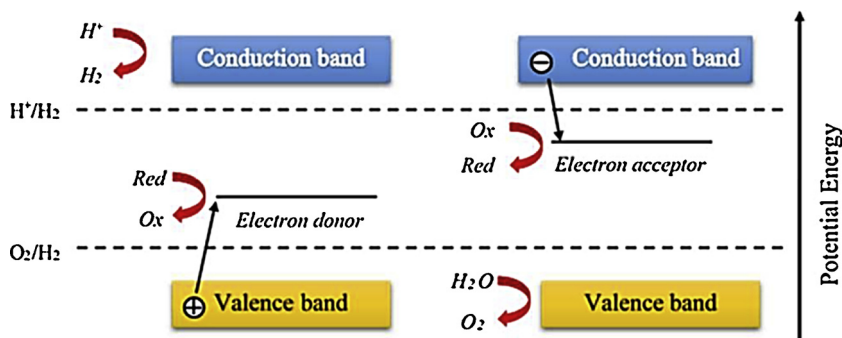 H⁺
H₂
Conduction band
⊖ Conduction band
H⁺/H₂
Ox
Red
Electron acceptor
Red
Ox
Electron donor
O₂/H₂
⊕ Valence band
H₂O
O₂
Valence band
Potential Energy